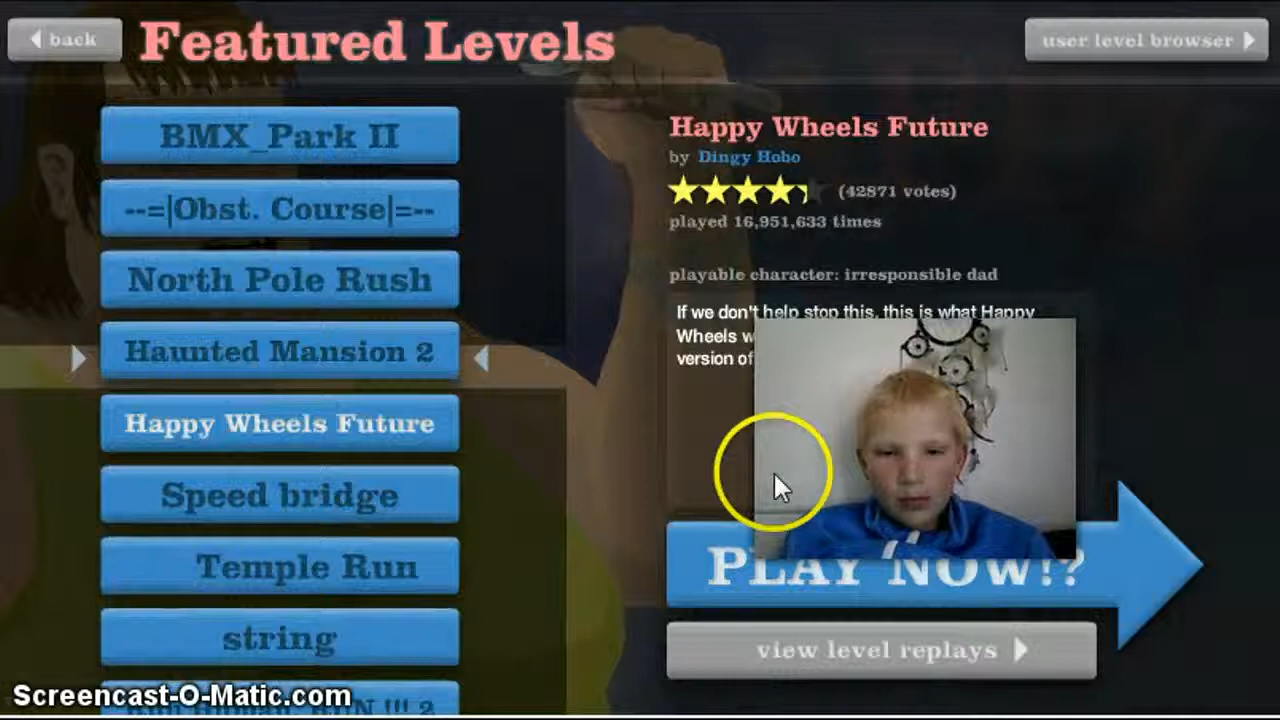 back
Featured Levels
user level browser
BMX_Park II
--=|Obst. Course|=--
North Pole Rush
Haunted Mansion 2
Happy Wheels Future
Speed bridge
Temple Run
string
Happy Wheels Future
by Dingy Hobo
(42871 votes)
played 16,951,633 times
playable character: irresponsible dad
If we don't help stop this, this is what Happy
Wheels
version of
PLAY NOW!?
view level replays
Screencast-O-Matic.com